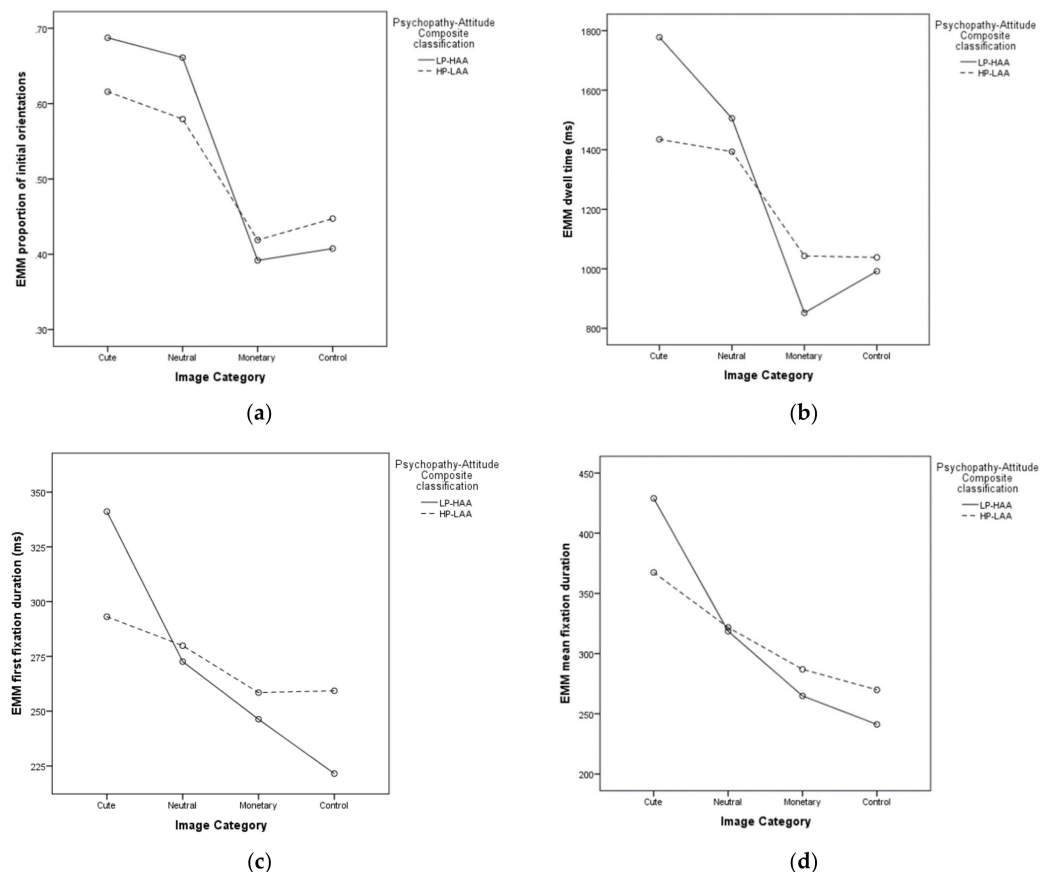 Psychopathy-Attitude
Composite
classification
LP-HAA
HP-LAA
EMM proportion of initial orientations
.70
.60
.50
.40
.30
Cute Neutral Monetary Control
Image Category
(a)
Psychopathy-Attitude
Composite
classification
LP-HAA
HP-LAA
EMM dwell time (ms)
1800
1600
1400
1200
1000
800
Cute Neutral Monetary Control
Image Category
(b)
Psychopathy-Attitude
Composite
classification
LP-HAA
HP-LAA
EMM first fixation duration (ms)
350
325
300
275
250
225
Cute Neutral Monetary Control
Image Category
(c)
Psychopathy-Attitude
Composite
classification
LP-HAA
HP-LAA
EMM mean fixation duration
450
400
350
300
250
200
Cute Neutral Monetary Control
Image Category
(d)